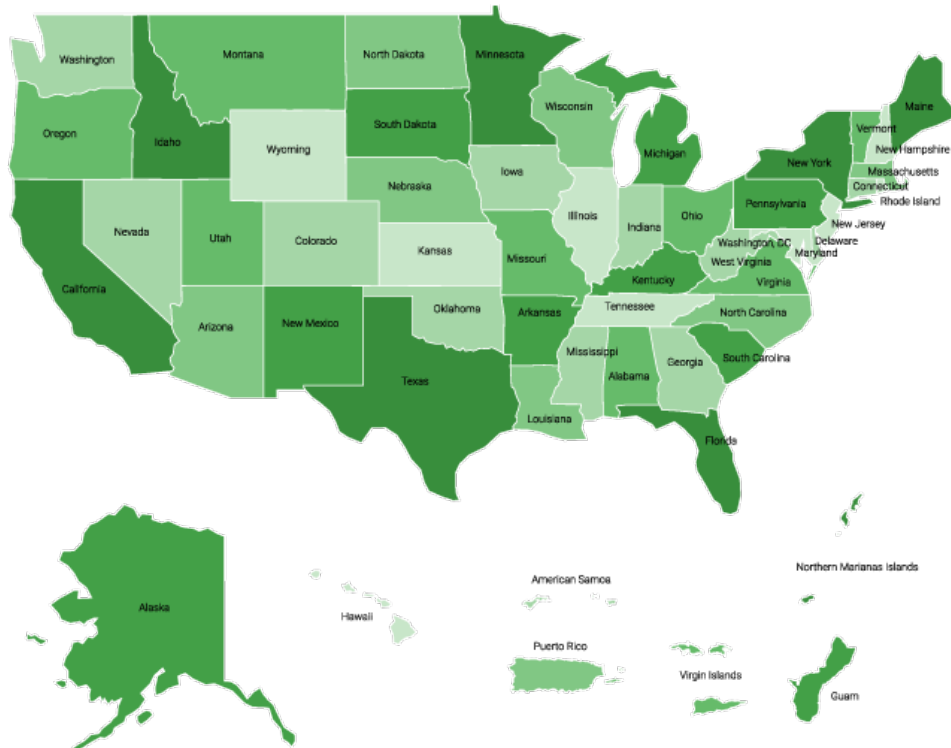 Washington
Montana
North Dakota
Minnesota
Wisconsin
Michigan
Maine
Vermont
New Hampshire
New York
Massachusetts
Connecticut
Rhode Island
Oregon
Idaho
Wyoming
South Dakota
Nebraska
Iowa
Illinois
Indiana
Ohio
Pennsylvania
New Jersey
Delaware
Maryland
Washington, DC
West Virginia
Virginia
Nevada
Utah
Colorado
Kansas
Missouri
Kentucky
California
Arizona
New Mexico
Oklahoma
Arkansas
Tennessee
North Carolina
South Carolina
Texas
Louisiana
Mississippi
Alabama
Georgia
Florida
Alaska
Hawaii
American Samoa
Northern Marianas Islands
Puerto Rico
Virgin Islands
Guam